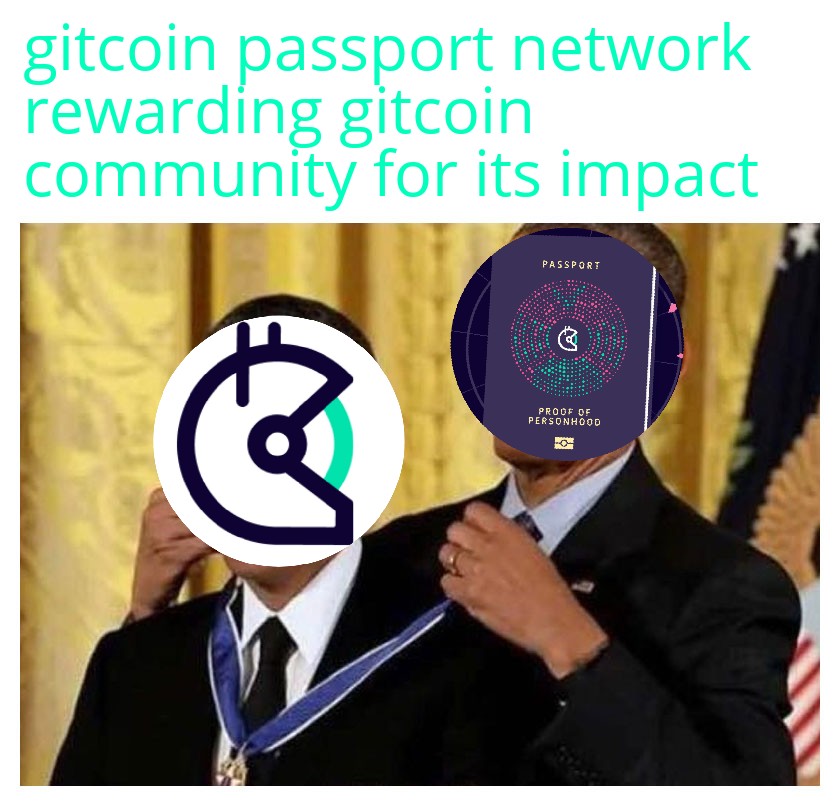 gitcoin passport network
rewarding gitcoin
community for its impact
PASSPORT
PROOF OF
PERSONHOOD